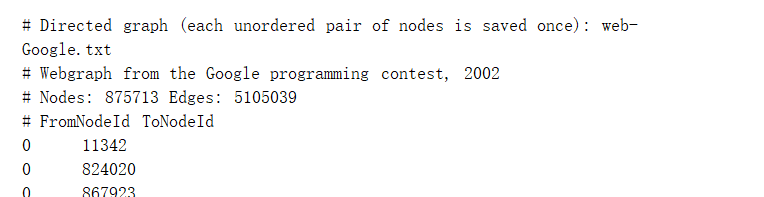 # Directed graph (each unordered pair of nodes is saved once): web-
Google.txt
# Webgraph from the Google programming contest, 2002
# Nodes: 875713 Edges: 5105039
# FromNodeId ToNodeId
0 11342
0 824020
0 867923